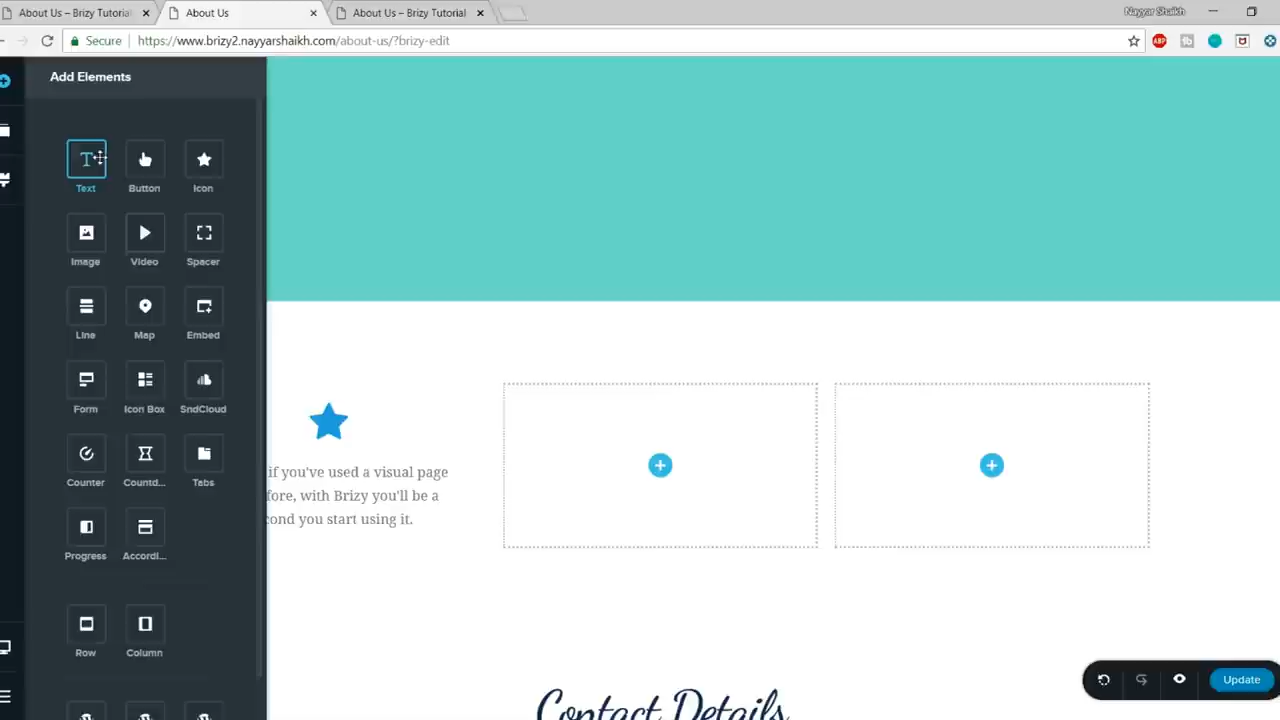 About Us – Brizy Tutorial
About Us
About Us – Brizy Tutorial
Nayyar Shaikh
Secure
https://www.brizy2.nayyarshaikh.com/about-us/?brizy-edit
ABP
Add Elements
Text Button Icon
Image Video Spacer
Line Map Embed
Form Icon Box SndCloud
Counter Countd... Tabs
Progress Accordi...
Row Column
if you've used a visual page
fore, with Brizy you'll be a
cond you start using it.
Contact Details
Update